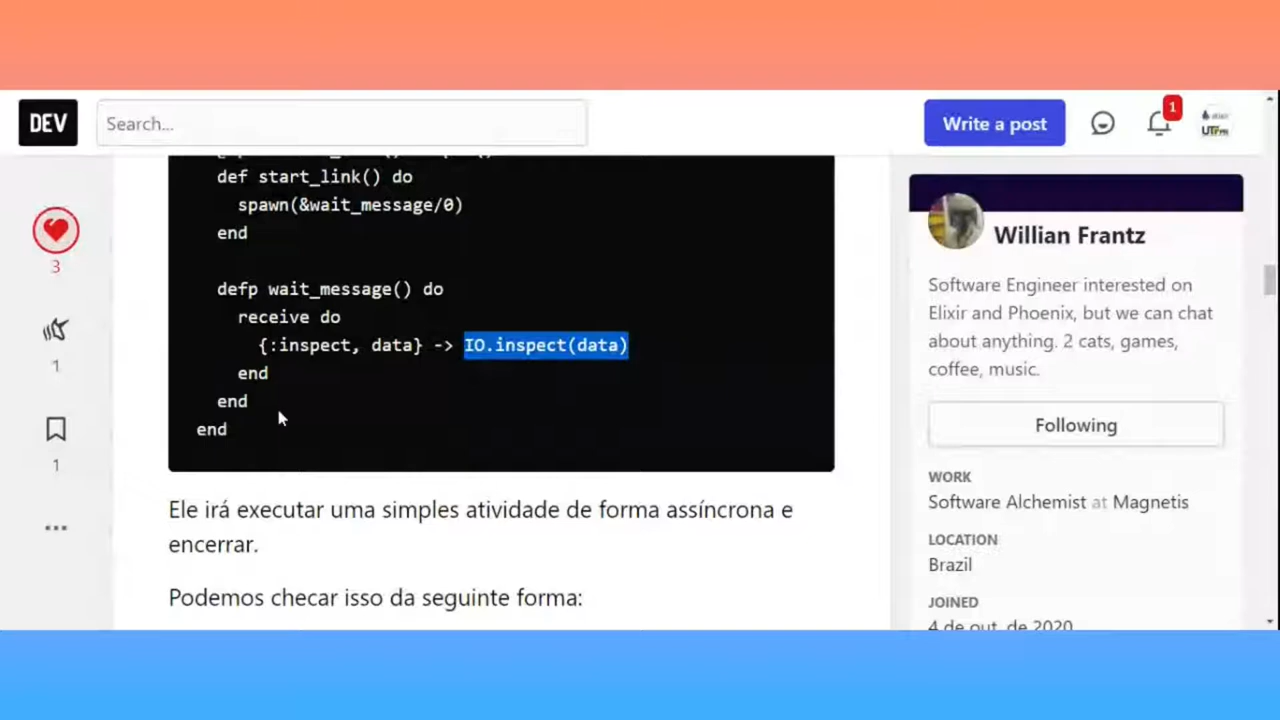 DEV
Search...
Write a post
1
def start_link() do
spawn(&wait_message/0)
end
defp wait_message() do
receive do
{:inspect, data} -> IO.inspect(data)
end
end
end
3
1
1
Ele irá executar uma simples atividade de forma assíncrona e
encerrar.
Podemos checar isso da seguinte forma:
Willian Frantz
Software Engineer interested on
Elixir and Phoenix, but we can chat
about anything. 2 cats, games,
coffee, music.
Following
WORK
Software Alchemist at Magnetis
LOCATION
Brazil
JOINED
4 de out. de 2020